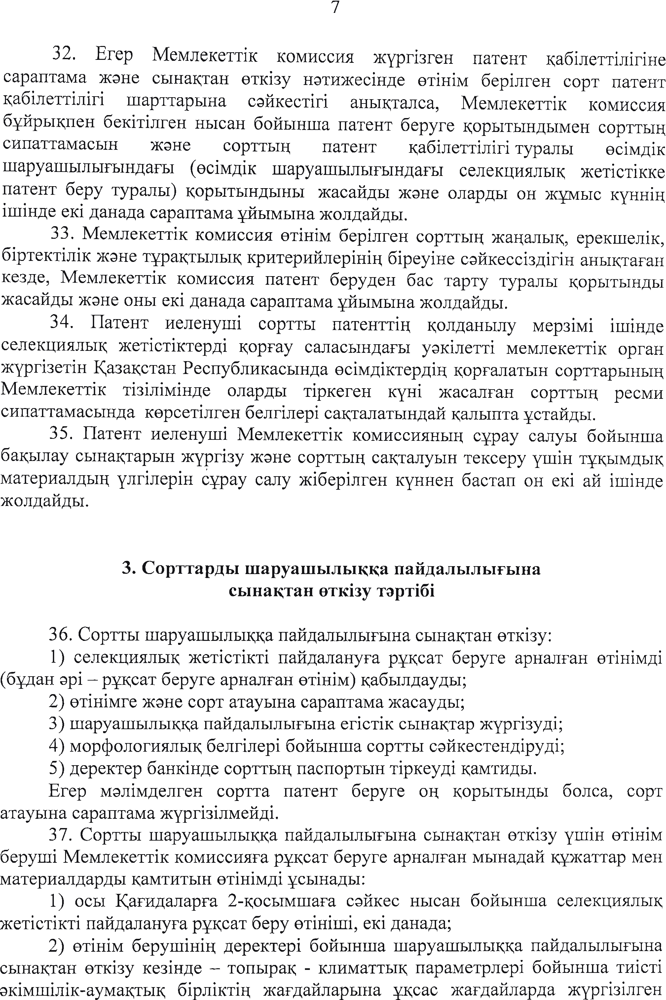 7
32. Егер Мемлекеттік комиссия жүргізген патент қабілеттілігіне
сараптама және сынақтан өткізу нәтижесінде өтінім берілген сорт патент
қабілеттілігі шарттарына сәйкестігі анықталса, Мемлекеттік комиссия
бұйрықпен бекітілген нысан бойынша патент беруге қорытындымен сорттың
сипаттамасын және сорттың патент қабілеттілігі туралы өсімдік
шаруашылығындағы (өсімдік шаруашылығындағы селекциялық жетістікке
патент беру туралы) қорытындыны жасайды және оларды он жұмыс күннің
ішінде екі данада сараптама ұйымына жолдайды.
33. Мемлекеттік комиссия өтінім берілген сорттың жаңалық, ерекшелік,
біртектілік және тұрақтылық критерийлерінің біреуіне сәйкессіздігін анықтаған
кезде, Мемлекеттік комиссия патент беруден бас тарту туралы қорытынды
жасайды және оны екі данада сараптама ұйымына жолдайды.
34. Патент иеленуші сортты патенттің қолданылу мерзімі ішінде
селекциялық жетістіктерді қорғау саласындағы уәкілетті мемлекеттік орган
жүргізетін Қазақстан Республикасында өсімдіктердің қорғалатын сорттарының
Мемлекеттік тізілімінде оларды тіркеген күні жасалған сорттың ресми
сипаттамасында көрсетілген белгілері сақталатындай қалыпта ұстайды.
35. Патент иеленуші Мемлекеттік комиссияның сұрау салуы бойынша
бақылау сынақтарын жүргізу және сорттың сақталуын тексеру үшін тұқымдық
материалдың үлгілерін сұрау салу жіберілген күннен бастап он екі ай ішінде
жолдайды.
3. Сорттарды шаруашылыққа пайдалылығына
сынақтан өткізу тәртібі
36. Сортты шаруашылыққа пайдалылығына сынақтан өткізу:
1) селекциялық жетістікті пайдалануға рұқсат беруге арналған өтінімді
(бұдан әрі – рұқсат беруге арналған өтінім) қабылдауды;
2) өтінімге және сорт атауына сараптама жасауды;
3) шаруашылыққа пайдалылығына егістік сынақтар жүргізуді;
4) морфологиялық белгілері бойынша сортты сәйкестендіруді;
5) деректер банкінде сорттың паспортын тіркеуді қамтиды.
Егер мәлімделген сортта патент беруге оң қорытынды болса, сорт
атауына сараптама жүргізілмейді.
37. Сортты шаруашылыққа пайдалылығына сынақтан өткізу үшін өтінім
беруші Мемлекеттік комиссияға рұқсат беруге арналған мынадай құжаттар мен
материалдарды қамтитын өтінімді ұсынады:
1) осы Қағидаларға 2-қосымшаға сәйкес нысан бойынша селекциялық
жетістікті пайдалануға рұқсат беру өтініші, екі данада;
2) өтінім берушінің деректері бойынша шаруашылыққа пайдалылығына
сынақтан өткізу кезінде – топырақ - климаттық параметрлері бойынша тиісті
әкімшілік-аумақтық бірліктің жағдайларына ұқсас жағдайларда жүргізілген